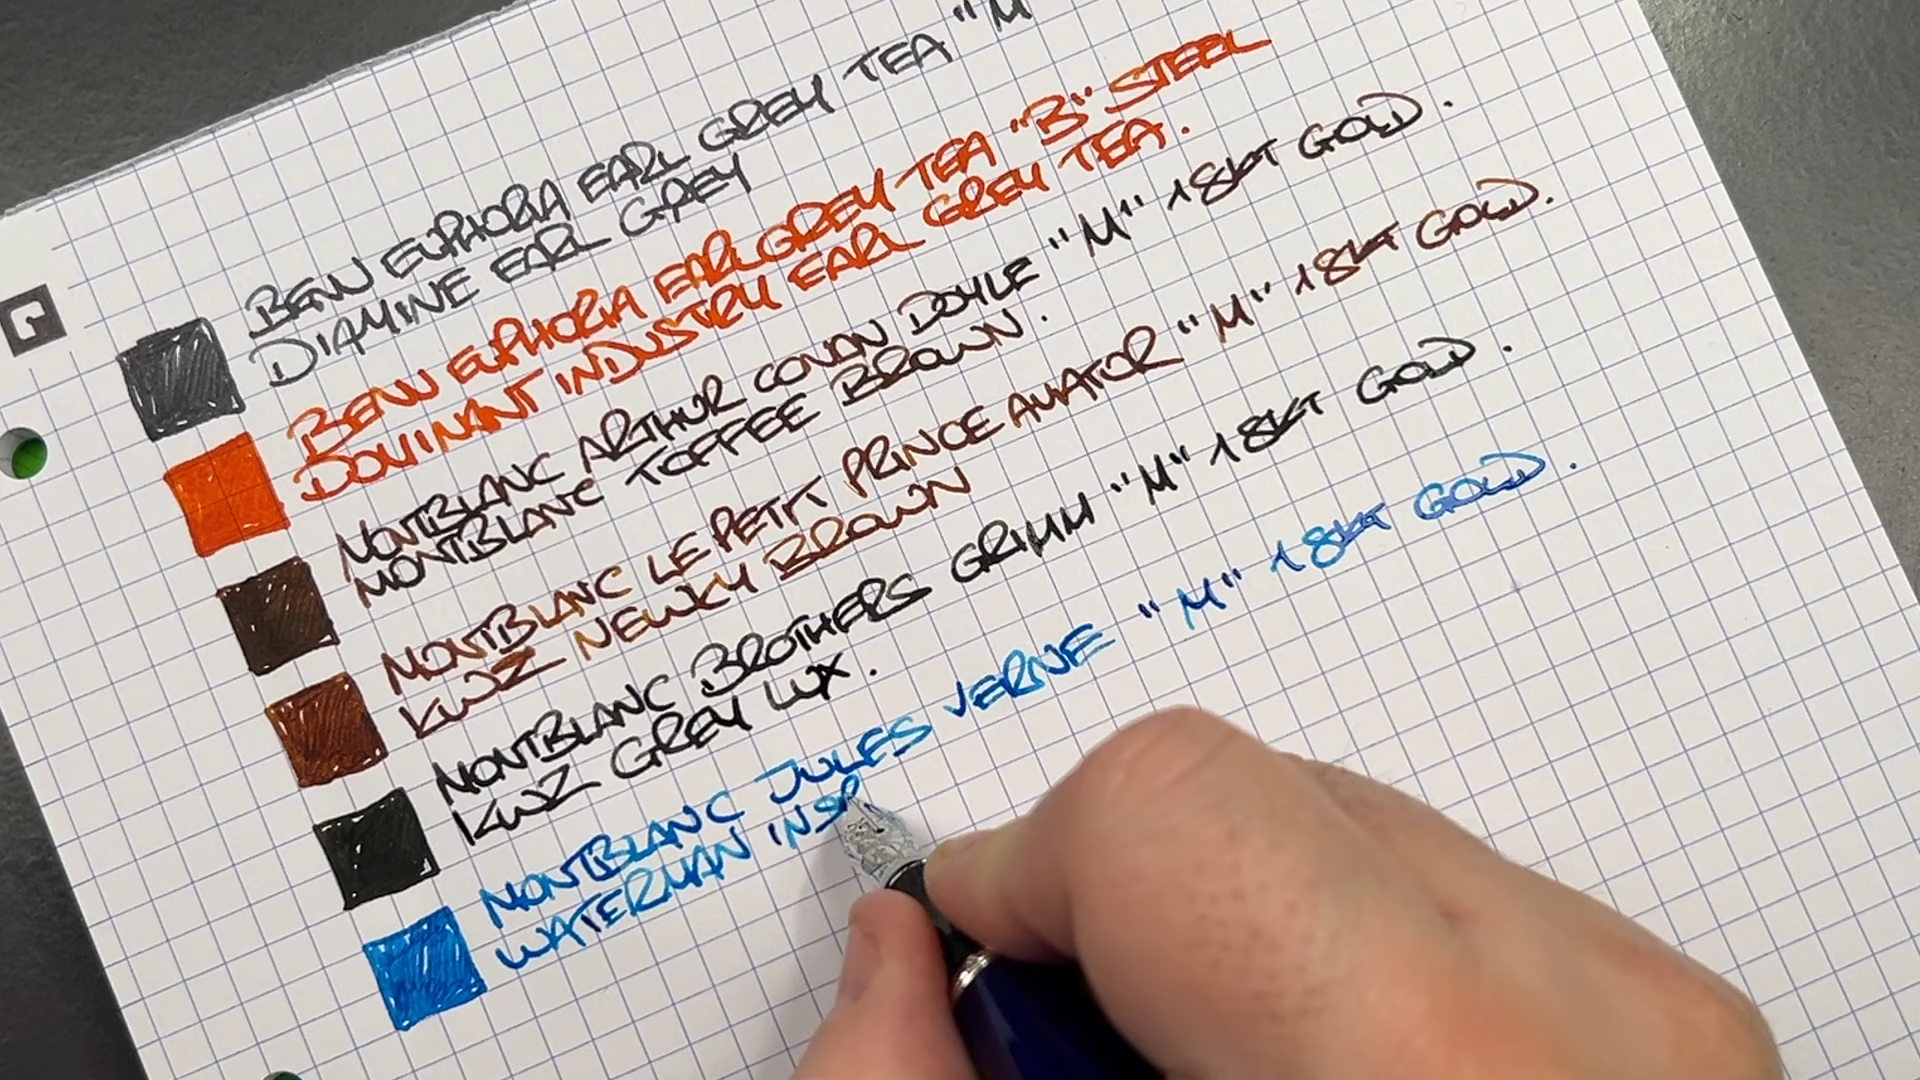 BENU EUPHORIA EARL GREY TEA "M
DIAMINE EARL GREY
BENU EUPHORIA EARL GREY TEA "B" STEEL
DOMINANT INDUSTRY EARL GREY TEA.
MONTBLANC ARTHUR CONAN DOYLE "M" 18KT GOLD.
MONTBLANC TOFFEE BROWN.
MONTBLANC LE PETIT PRINCE AVIATOR "M" 18KT GOLD.
KWZ NEWKY BROWN
MONTBLANC BROTHERS GRIMM "M" 18KT GOLD.
KWZ GREY LUX.
MONTBLANC JULES VERNE "M" 18KT GOLD.
WATERMAN INSP